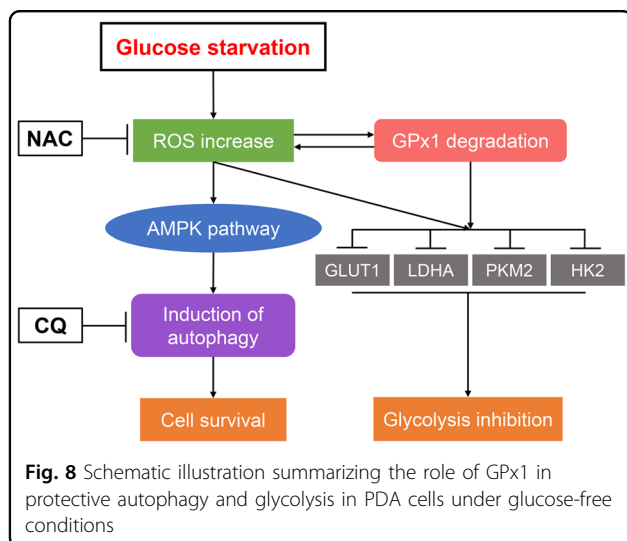 Glucose starvation
NAC
ROS increase
GPx1 degradation
AMPK pathway
GLUT1
LDHA
PKM2
HK2
CQ
Induction of
autophagy
Cell survival
Glycolysis inhibition
Fig. 8 Schematic illustration summarizing the role of GPx1 in
protective autophagy and glycolysis in PDA cells under glucose-free
conditions